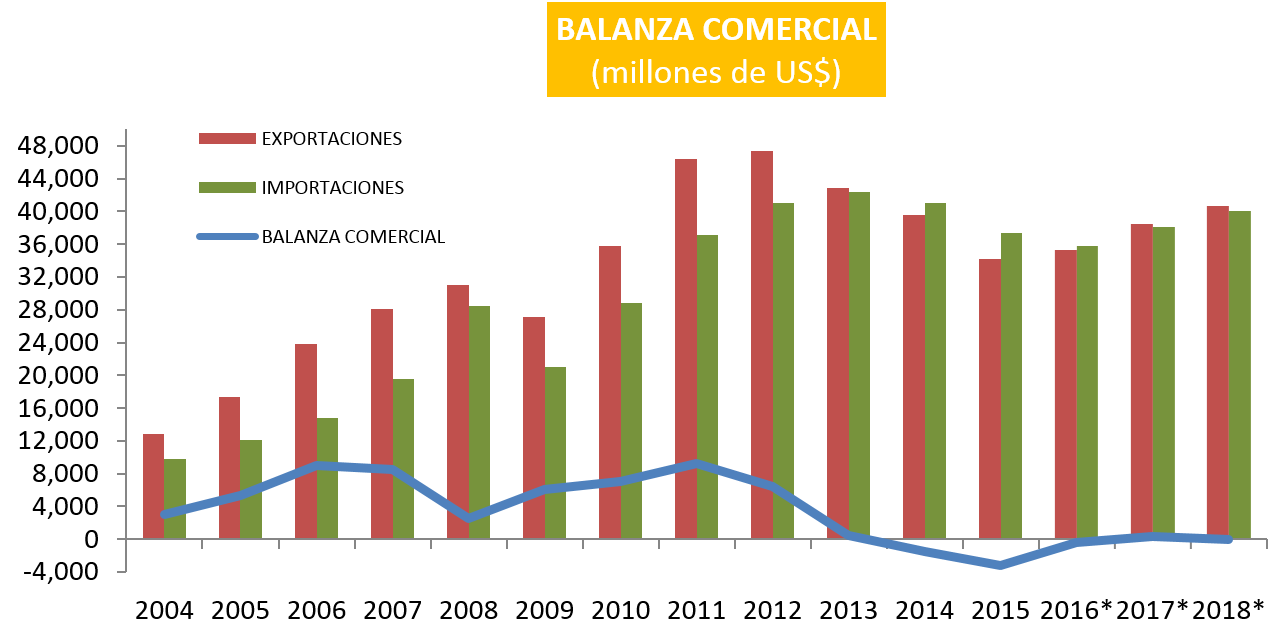 BALANZA COMERCIAL
(millones de US$)
EXPORTACIONES
IMPORTACIONES
BALANZA COMERCIAL
48,000
44,000
40,000
36,000
32,000
28,000
24,000
20,000
16,000
12,000
8,000
4,000
0
-4,000
2004 2005 2006 2007 2008 2009 2010 2011 2012 2013 2014 2015 2016* 2017* 2018*